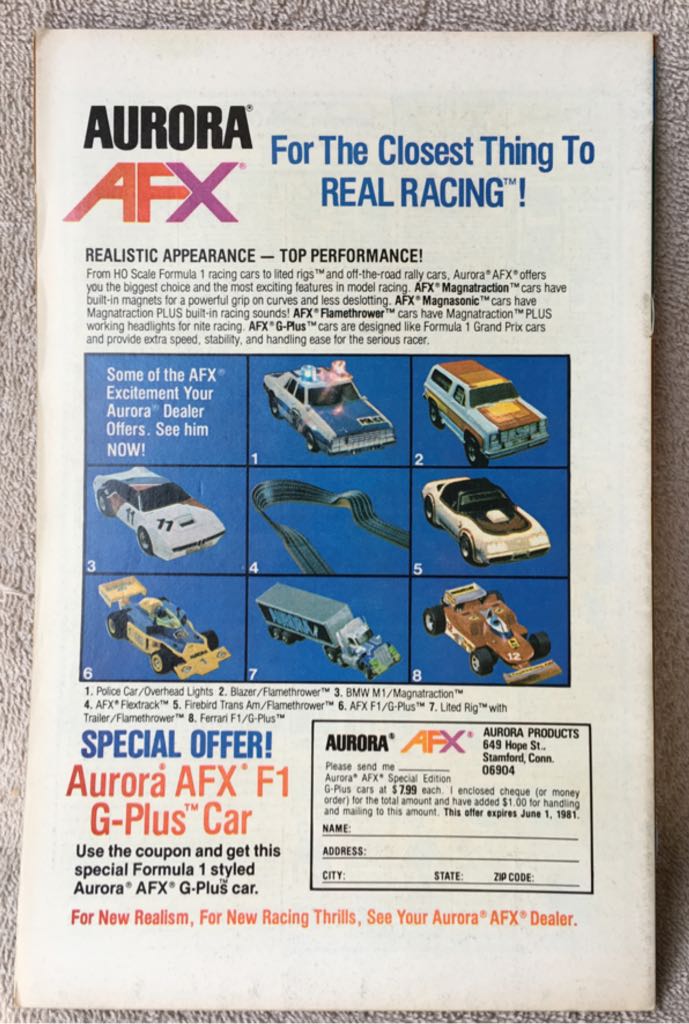 AURORA®
AFX®
For The Closest Thing To
REAL RACING™!
REALISTIC APPEARANCE — TOP PERFORMANCE!
From HO Scale Formula 1 racing cars to lited rigs™ and off-the-road rally cars, Aurora® AFX® offers
you the biggest choice and the most exciting features in model racing. AFX® Magnatraction™ cars have
built-in magnets for a powerful grip on curves and less deslotting. AFX® Magnasonic™ cars have
Magnatraction PLUS built-in racing sounds! AFX® Flamethrower™ cars have Magnatraction™ PLUS
working headlights for nite racing. AFX® G-Plus™ cars are designed like Formula 1 Grand Prix cars
and provide extra speed, stability, and handling ease for the serious racer.
Some of the AFX®
Excitement Your
Aurora® Dealer
Offers. See him
NOW!
1
POLICE
2
3
11
11
4
5
6
1
7
AURORA
8
12
1. Police Car/Overhead Lights 2. Blazer/Flamethrower™ 3. BMW M1/Magnatraction™
4. AFX® Flextrack™ 5. Firebird Trans Am/Flamethrower™ 6. AFX F1/G-Plus™ 7. Lited Rig™ with
Trailer/Flamethrower™ 8. Ferrari F1/G-Plus™
SPECIAL OFFER!
Aurora® AFX® F1
G-Plus™ Car
Use the coupon and get this
special Formula 1 styled
Aurora® AFX® G-Plus™ car.
AURORA® AFX®
AURORA PRODUCTS
649 Hope St.,
Stamford, Conn.
06904
Please send me
Aurora® AFX® Special Edition
G-Plus cars at $7.99 each. I enclosed cheque (or money
order) for the total amount and have added $1.00 for handling
and mailing to this amount. This offer expires June 1, 1981.
NAME:
ADDRESS:
CITY: STATE: ZIP CODE:
For New Realism, For New Racing Thrills, See Your Aurora® AFX® Dealer.